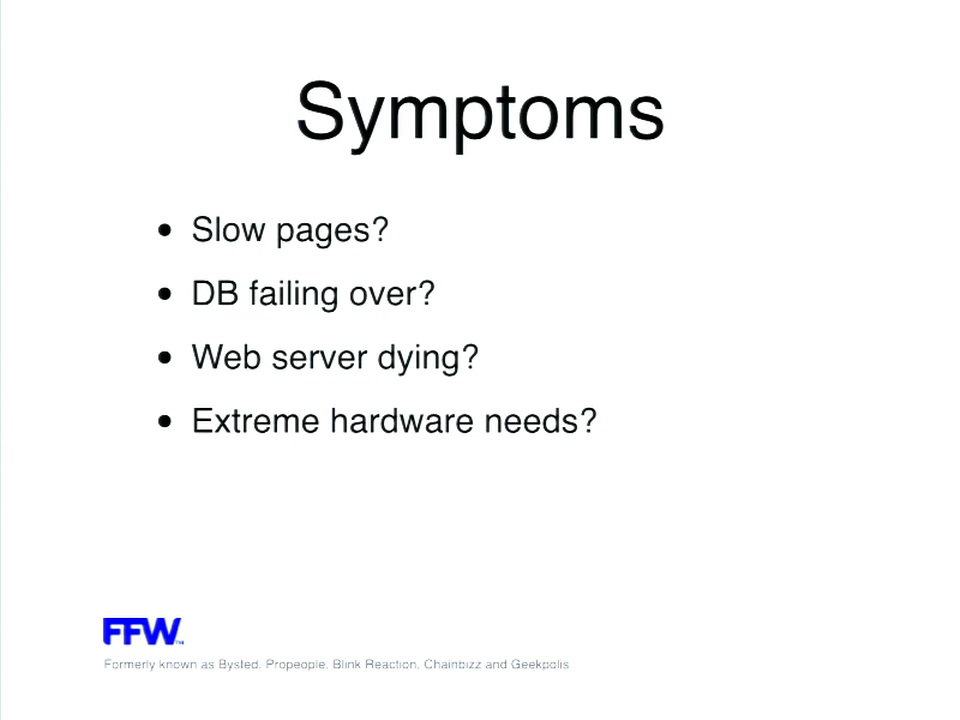 Symptoms
• Slow pages?
• DB failing over?
• Web server dying?
• Extreme hardware needs?
FFW™
Formerly known as Bysted, Propeople, Blink Reaction, Chainbizz and Geekpolis